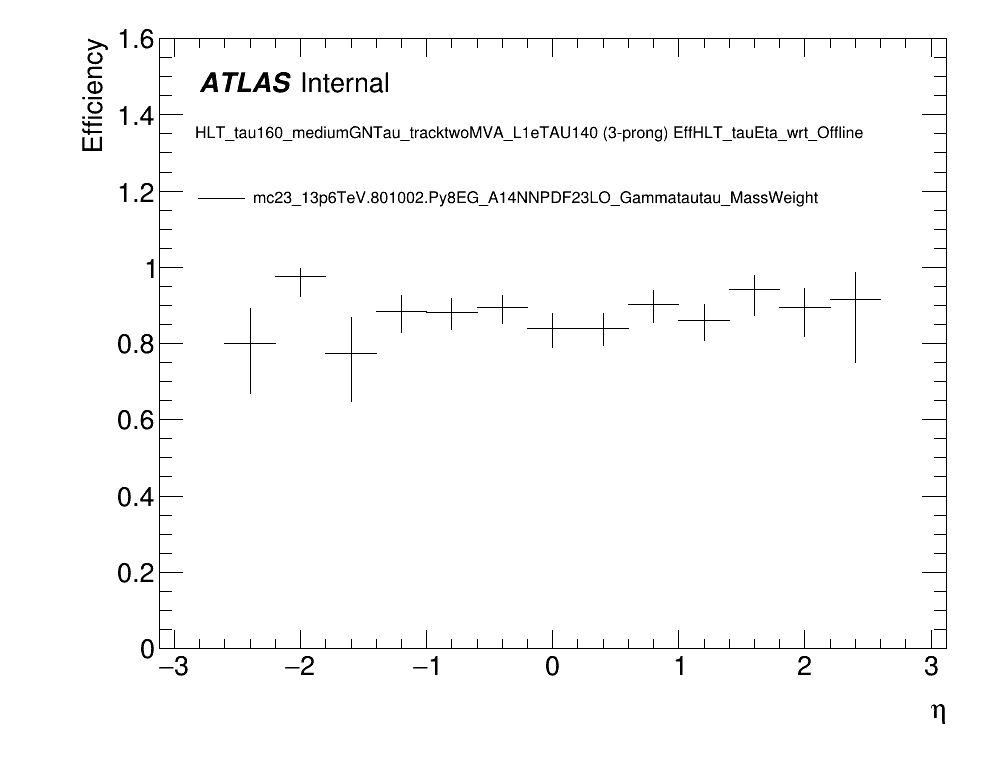 Efficiency
1.6
1.4
1.2
1
0.8
0.6
0.4
0.2
0
ATLAS Internal
HLT_tau160_mediumGNTau_tracktwoMVA_L1eTAU140 (3-prong) EffHLT_tauEta_wrt_Offline
mc23_13p6TeV.801002.Py8EG_A14NNPDF23LO_Gammatautau_MassWeight
−3 −2 −1 0 1 2 3
η